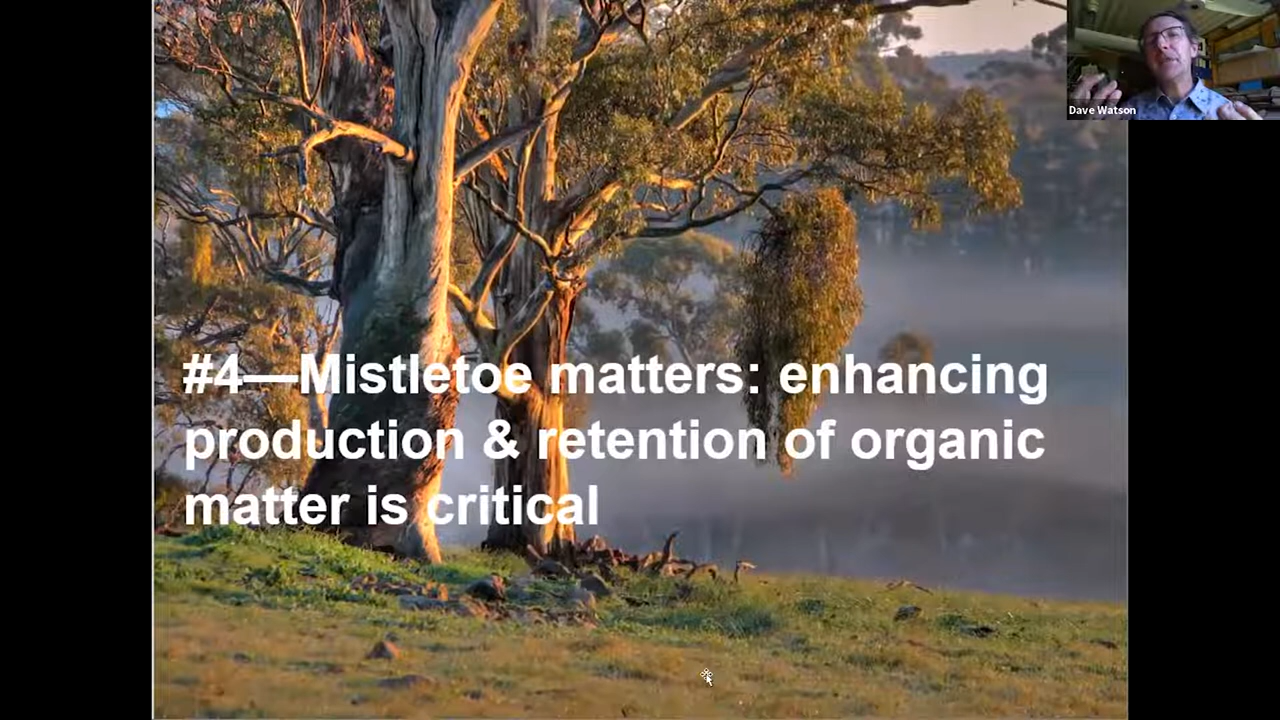 Dave Watson
#4—Mistletoe matters: enhancing
production & retention of organic
matter is critical